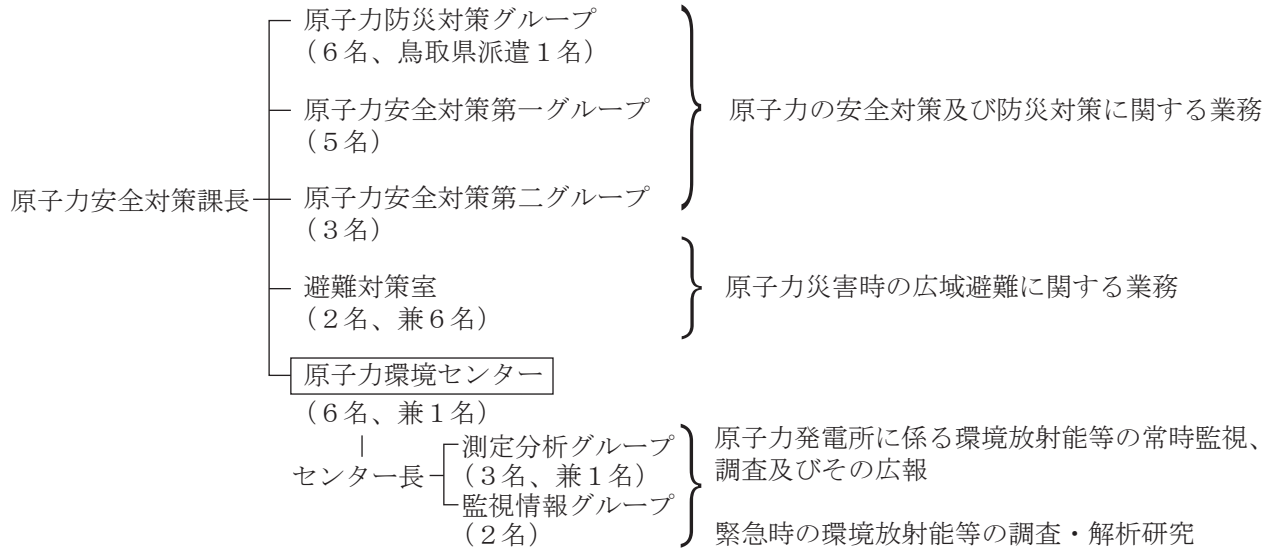 原子力防災対策グループ
（６名、鳥取県派遣１名）
原子力安全対策第一グループ
（５名）
原子力の安全対策及び防災対策に関する業務
原子力安全対策課長
原子力安全対策第二グループ
（３名）
避難対策室
（２名、兼６名）
原子力災害時の広域避難に関する業務
原子力環境センター
（６名、兼１名）
センター長
測定分析グループ
（３名、兼１名）
監視情報グループ
（２名）
原子力発電所に係る環境放射能等の常時監視、
調査及びその広報
緊急時の環境放射能等の調査・解析研究